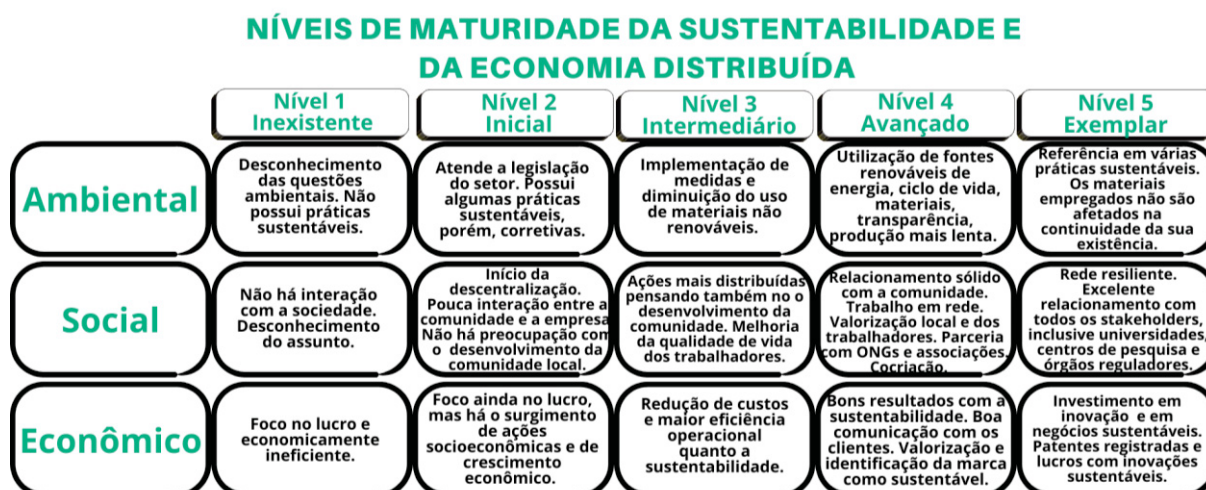 NÍVEIS DE MATURIDADE DA SUSTENTABILIDADE E
DA ECONOMIA DISTRIBUÍDA
Nível 1
Inexistente
Nível 2
Inicial
Nível 3
Intermediário
Nível 4
Avançado
Nível 5
Exemplar
Ambiental
Desconhecimento
das questões
ambientais. Não
possui práticas
sustentáveis.
Atende a legislação
do setor. Possui
algumas práticas
sustentáveis,
porém, corretivas.
Implementação de
medidas e
diminuição do uso
de materiais não
renováveis.
Utilização de fontes
renováveis de
energia, ciclo de vida,
materiais,
transparência,
produção mais lenta.
Referência em várias
práticas sustentáveis.
Os materiais
empregados não são
afetados na
continuidade da sua
existência.
Social
Não há interação
com a sociedade.
Desconhecimento
do assunto.
Início da
descentralização.
Pouca interação entre a
comunidade e a empresa
Não há preocupação com
o desenvolvimento da
comunidade local.
Ações mais distribuídas
pensando também no o
desenvolvimento da
comunidade. Melhoria
da qualidade de vida
dos trabalhadores.
Relacionamento sólido
com a comunidade.
Trabalho em rede.
Valorização local e dos
trabalhadores. Parceria
com ONGs e associações.
Cocriação.
Rede resiliente.
Excelente
relacionamento com
todos os stakeholders,
inclusive universidades,
centros de pesquisa e
órgãos reguladores.
Econômico
Foco no lucro e
economicamente
ineficiente.
Foco ainda no lucro,
mas há o surgimento
de ações
socioeconômicas e de
crescimento
econômico.
Redução de custos
e maior eficiência
operacional
quanto a
sustentabilidade.
Bons resultados com a
sustentabilidade. Boa
comunicação com os
clientes. Valorização e
identificação da marca
como sustentável.
Investimento em
inovação e em
negócios sustentáveis.
Patentes registradas e
lucros com inovações
sustentáveis.